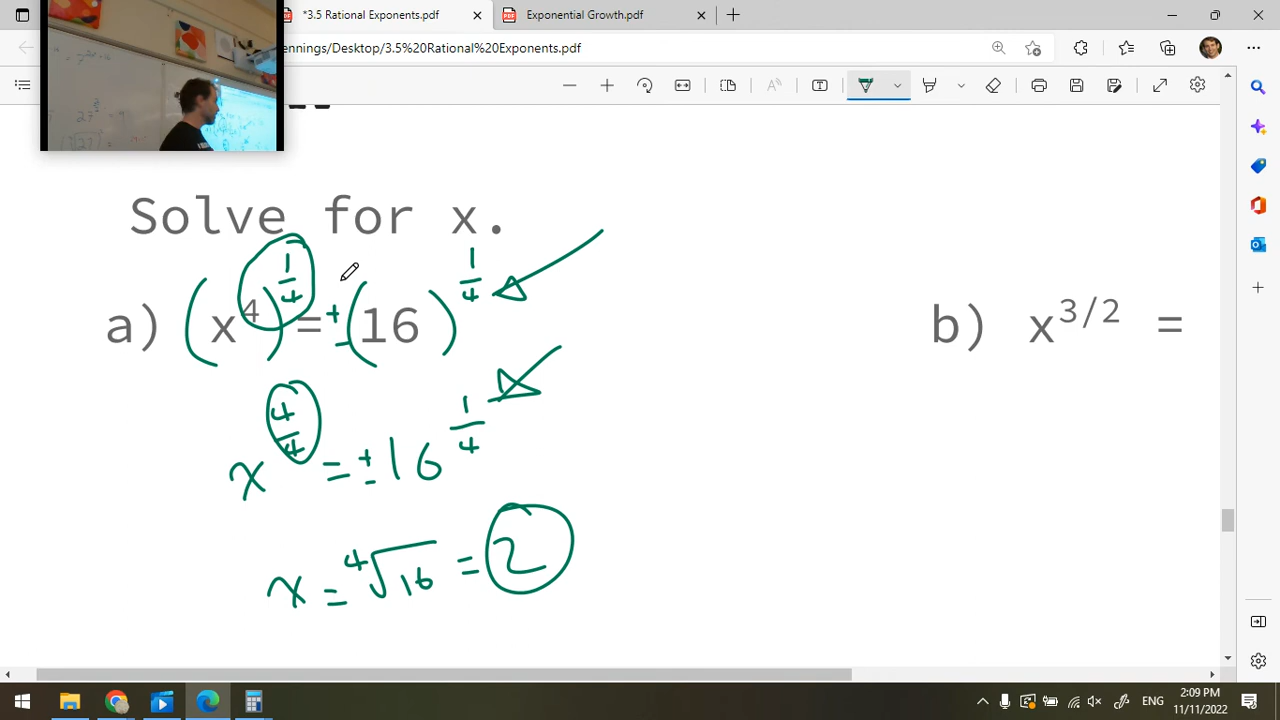 *3.5 Rational Exponents.pdf
Exponential Growth.pdf
ennings/Desktop/3.5%20Rational%20Exponents.pdf
Solve for x.
a) (x⁴)^1/4 = ±(16)^1/4
b) x^3/2 =
x^4/4 = ±16^1/4
x = ⁴√16 = 2
ENG
2:09 PM
11/11/2022